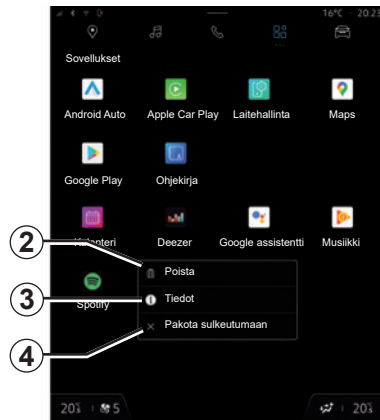 16°C 20:23
Sovellukset
Android Auto Apple Car Play Laitehallinta Maps
Google Play Ohjekirja
Kalenteri Deezer Google assistentti Musiikki
Spotify
2 Poista
3 Tiedot
4 Pakota sulkeutumaan
20 5 20